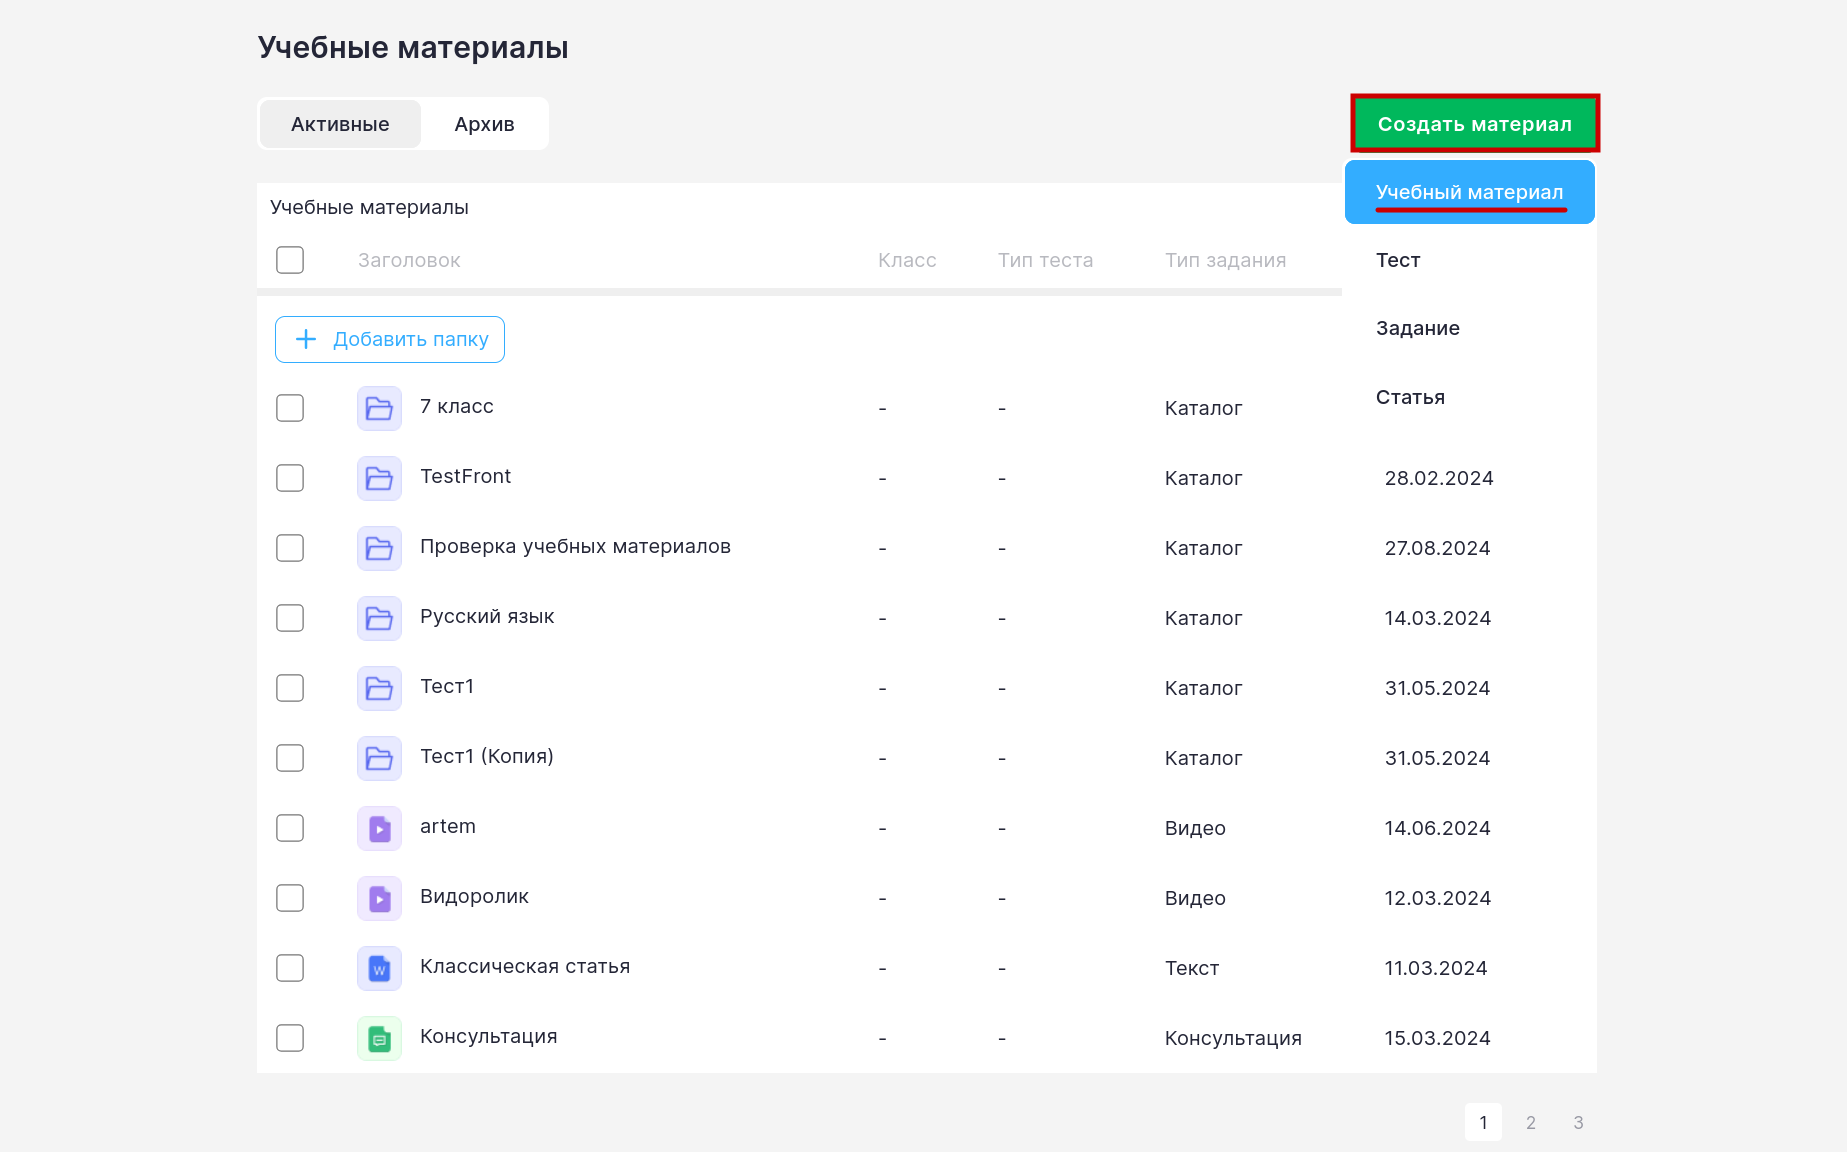 Учебные материалы
Активные Архив Создать материал
Учебный материал
Учебные материалы
Заголовок Класс Тип теста Тип задания Тест
Добавить папку Задание
Статья
7 класс - - Каталог
TestFront - - Каталог 28.02.2024
Проверка учебных материалов - - Каталог 27.08.2024
Русский язык - - Каталог 14.03.2024
Тест1 - - Каталог 31.05.2024
Тест1 (Копия) - - Каталог 31.05.2024
artem - - Видео 14.06.2024
Видоролик - - Видео 12.03.2024
W
Классическая статья - - Текст 11.03.2024
Консультация - - Консультация 15.03.2024
1 2 3